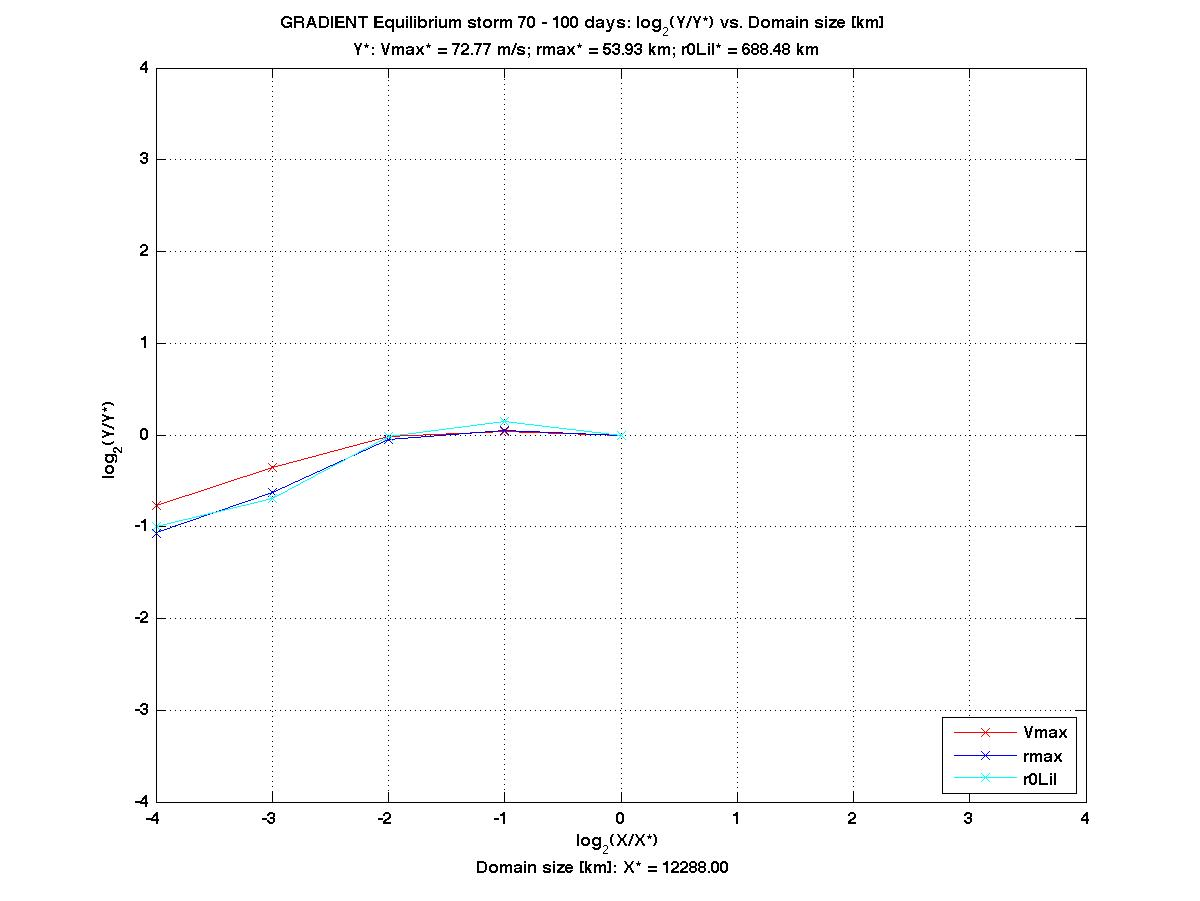 GRADIENT Equilibrium storm 70 - 100 days: log2(Y/Y*) vs. Domain size [km]
Y*: Vmax* = 72.77 m/s; rmax* = 53.93 km; r0Lil* = 688.48 km
4
3
2
1
0
-1
-2
-3
-4
log2(Y/Y*)
Vmax
rmax
r0Lil
-4 -3 -2 -1 0 1 2 3 4
log2(X/X*)
Domain size [km]: X* = 12288.00